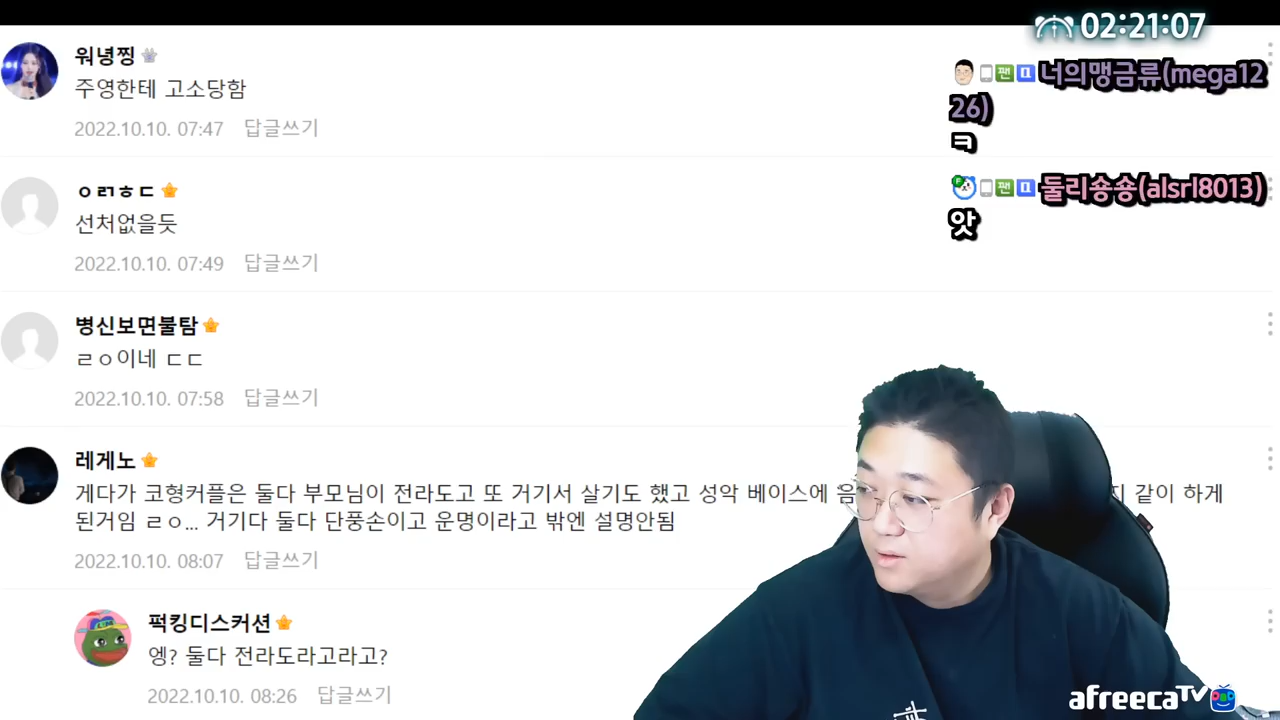 02:21:07
워녕찡
주영한테 고소당함
2022.10.10. 07:47 답글쓰기
ㅇㄺㅎㄷ
선처없을듯
2022.10.10. 07:49 답글쓰기
병신보면불탐
ㄹㅇ이네 ㄷㄷ
2022.10.10. 07:58 답글쓰기
레게노
게다가 코형커플은 둘다 부모님이 전라도고 또 거기서 살기도 했고 성악 베이스에 음 같이 하게
된거임 ㄹㅇ... 거기다 둘다 단풍손이고 운명이라고 밖엔 설명안됨
2022.10.10. 08:07 답글쓰기
퍽킹디스커션
엥? 둘다 전라도라고라고?
2022.10.10. 08:26 답글쓰기
짼 n 너의맹금류(mega12
26)
ㅋ
F 짼 n 둘리숑숑(alsrl8013)
앗
afreecaTV